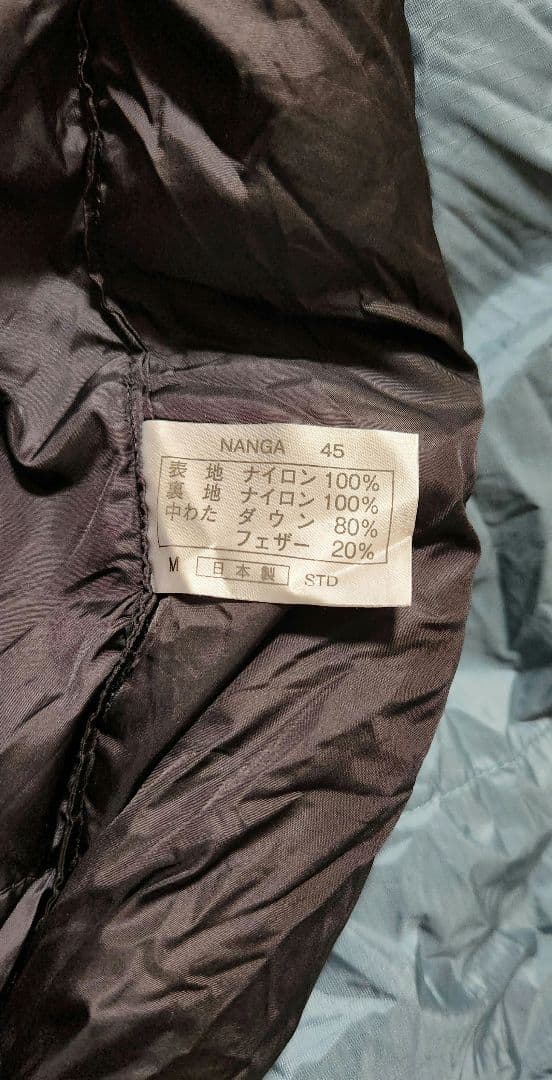 NANGA 45
表地 ナイロン 100%
裏地 ナイロン 100%
中わた ダウン 80%
フェザー 20%
M 日本製 STD